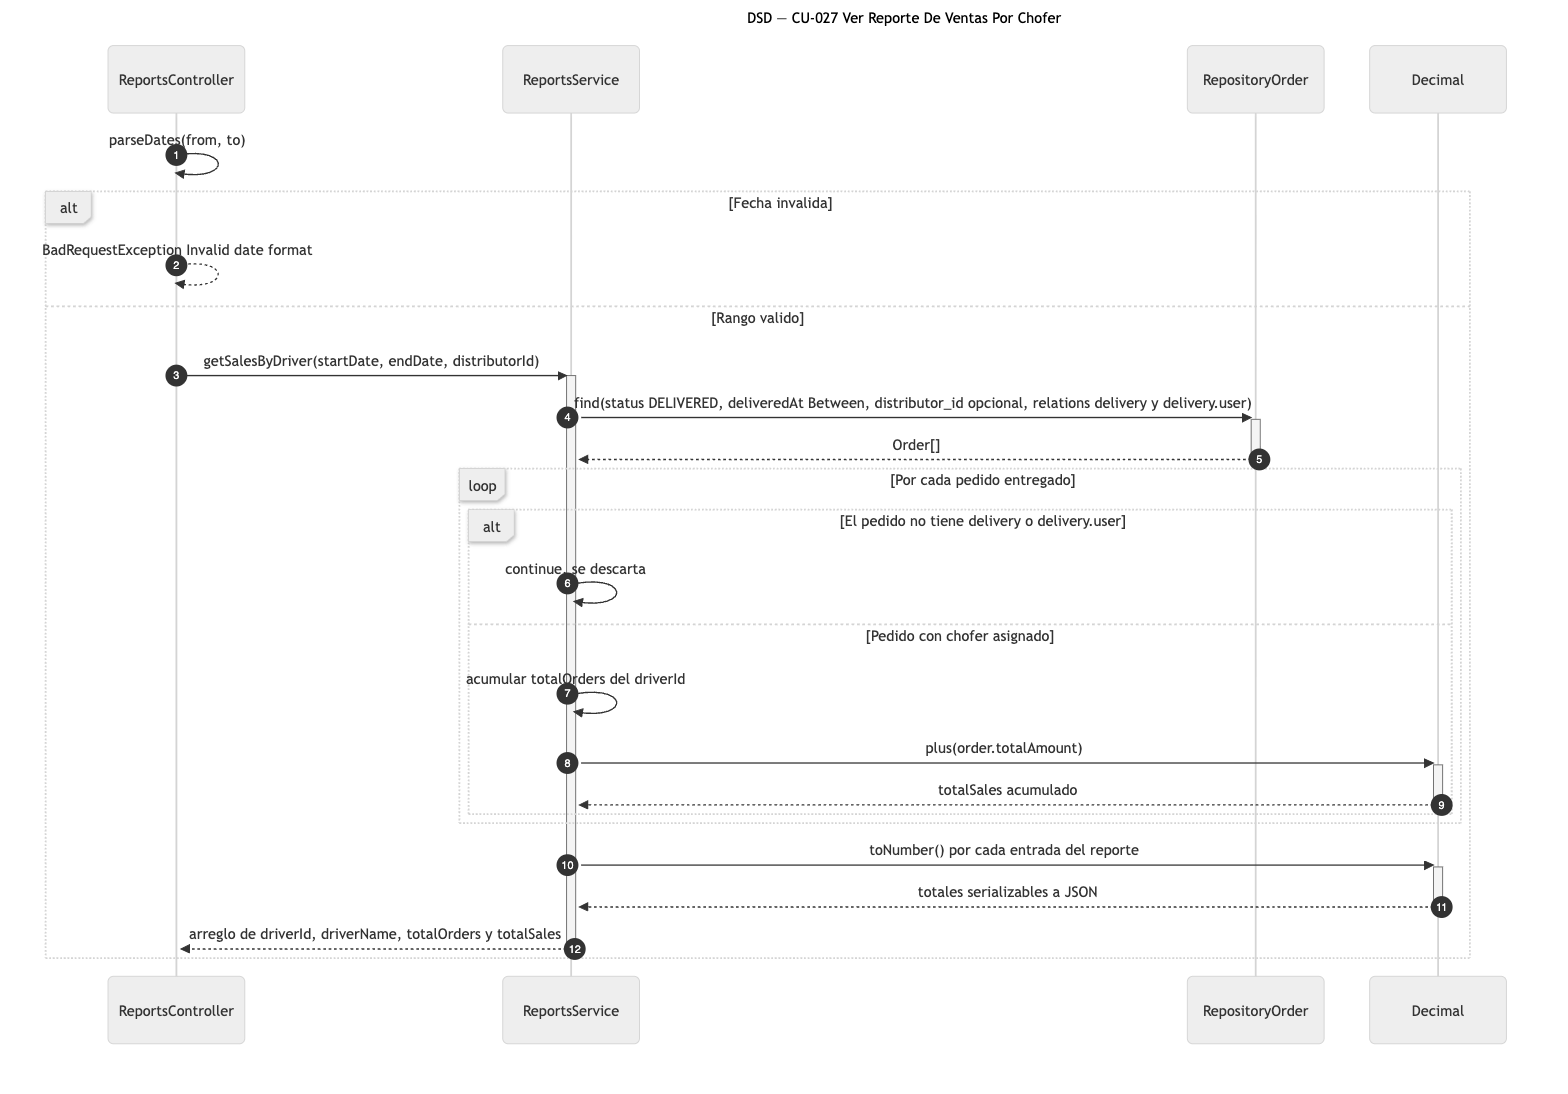 DSD — CU-027 Ver Reporte De Ventas Por Chofer
ReportsController
ReportsService
RepositoryOrder
Decimal
parseDates(from, to)
1
alt
[Fecha invalida]
BadRequestException Invalid date format
2
[Rango valido]
getSalesByDriver(startDate, endDate, distributorId)
3
find(status DELIVERED, deliveredAt Between, distributor_id opcional, relations delivery y delivery.user)
4
Order[]
5
loop
[Por cada pedido entregado]
alt
[El pedido no tiene delivery o delivery.user]
continue, se descarta
6
[Pedido con chofer asignado]
acumular totalOrders del driverId
7
plus(order.totalAmount)
8
totalSales acumulado
9
toNumber() por cada entrada del reporte
10
totales serializables a JSON
11
arreglo de driverId, driverName, totalOrders y totalSales
12
ReportsController
ReportsService
RepositoryOrder
Decimal